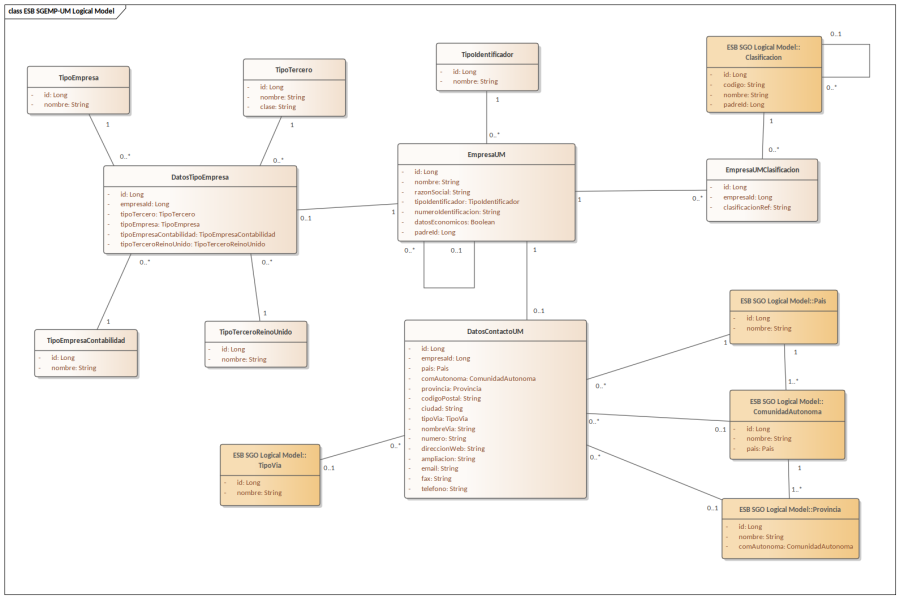 class ESB SGEMP-UM Logical Model
TipoEmpresa
- id: Long
- nombre: String
TipoTercero
- id: Long
- nombre: String
- clase: String
TipoIdentificador
- id: Long
- nombre: String
ESB SGO Logical Model::
Clasificacion
- id: Long
- codigo: String
- nombre: String
- padreId: Long
0..1
0..*
1
0..*
1
0..*
1
0..*
1
0..*
DatosTipoEmpresa
- id: Long
- empresaId: Long
- tipoTercero: TipoTercero
- tipoEmpresa: TipoEmpresa
- tipoEmpresaContabilidad: TipoEmpresaContabilidad
- tipoTerceroReinoUnido: TipoTerceroReinoUnido
0..1
1
EmpresaUM
- id: Long
- nombre: String
- razonSocial: String
- tipoIdentificador: TipoIdentificador
- numeroIdentificacion: String
- datosEconomicos: Boolean
- padreId: Long
1
0..*
EmpresaUMClasificacion
- id: Long
- empresaId: Long
- clasificacionRef: String
0..*
0..1
1
0..1
0..*
1
0..*
1
TipoEmpresaContabilidad
- id: Long
- nombre: String
TipoTerceroReinoUnido
- id: Long
- nombre: String
DatosContactoUM
- id: Long
- empresaId: Long
- pais: Pais
- comAutonoma: ComunidadAutonoma
- provincia: Provincia
- codigoPostal: String
- ciudad: String
- tipoVia: TipoVia
- nombreVia: String
- numero: String
- direccionWeb: String
- ampliacion: String
- email: String
- fax: String
- telefono: String
ESB SGO Logical Model::Pais
- id: Long
- nombre: String
1
0..*
1
1..*
ESB SGO Logical Model::
ComunidadAutonoma
- id: Long
- nombre: String
- pais: Pais
0..*
0..1
1
1..*
ESB SGO Logical Model::
TipoVia
- id: Long
- nombre: String
0..1
0..*
0..*
0..1
ESB SGO Logical Model::Provincia
- id: Long
- nombre: String
- comAutonoma: ComunidadAutonoma